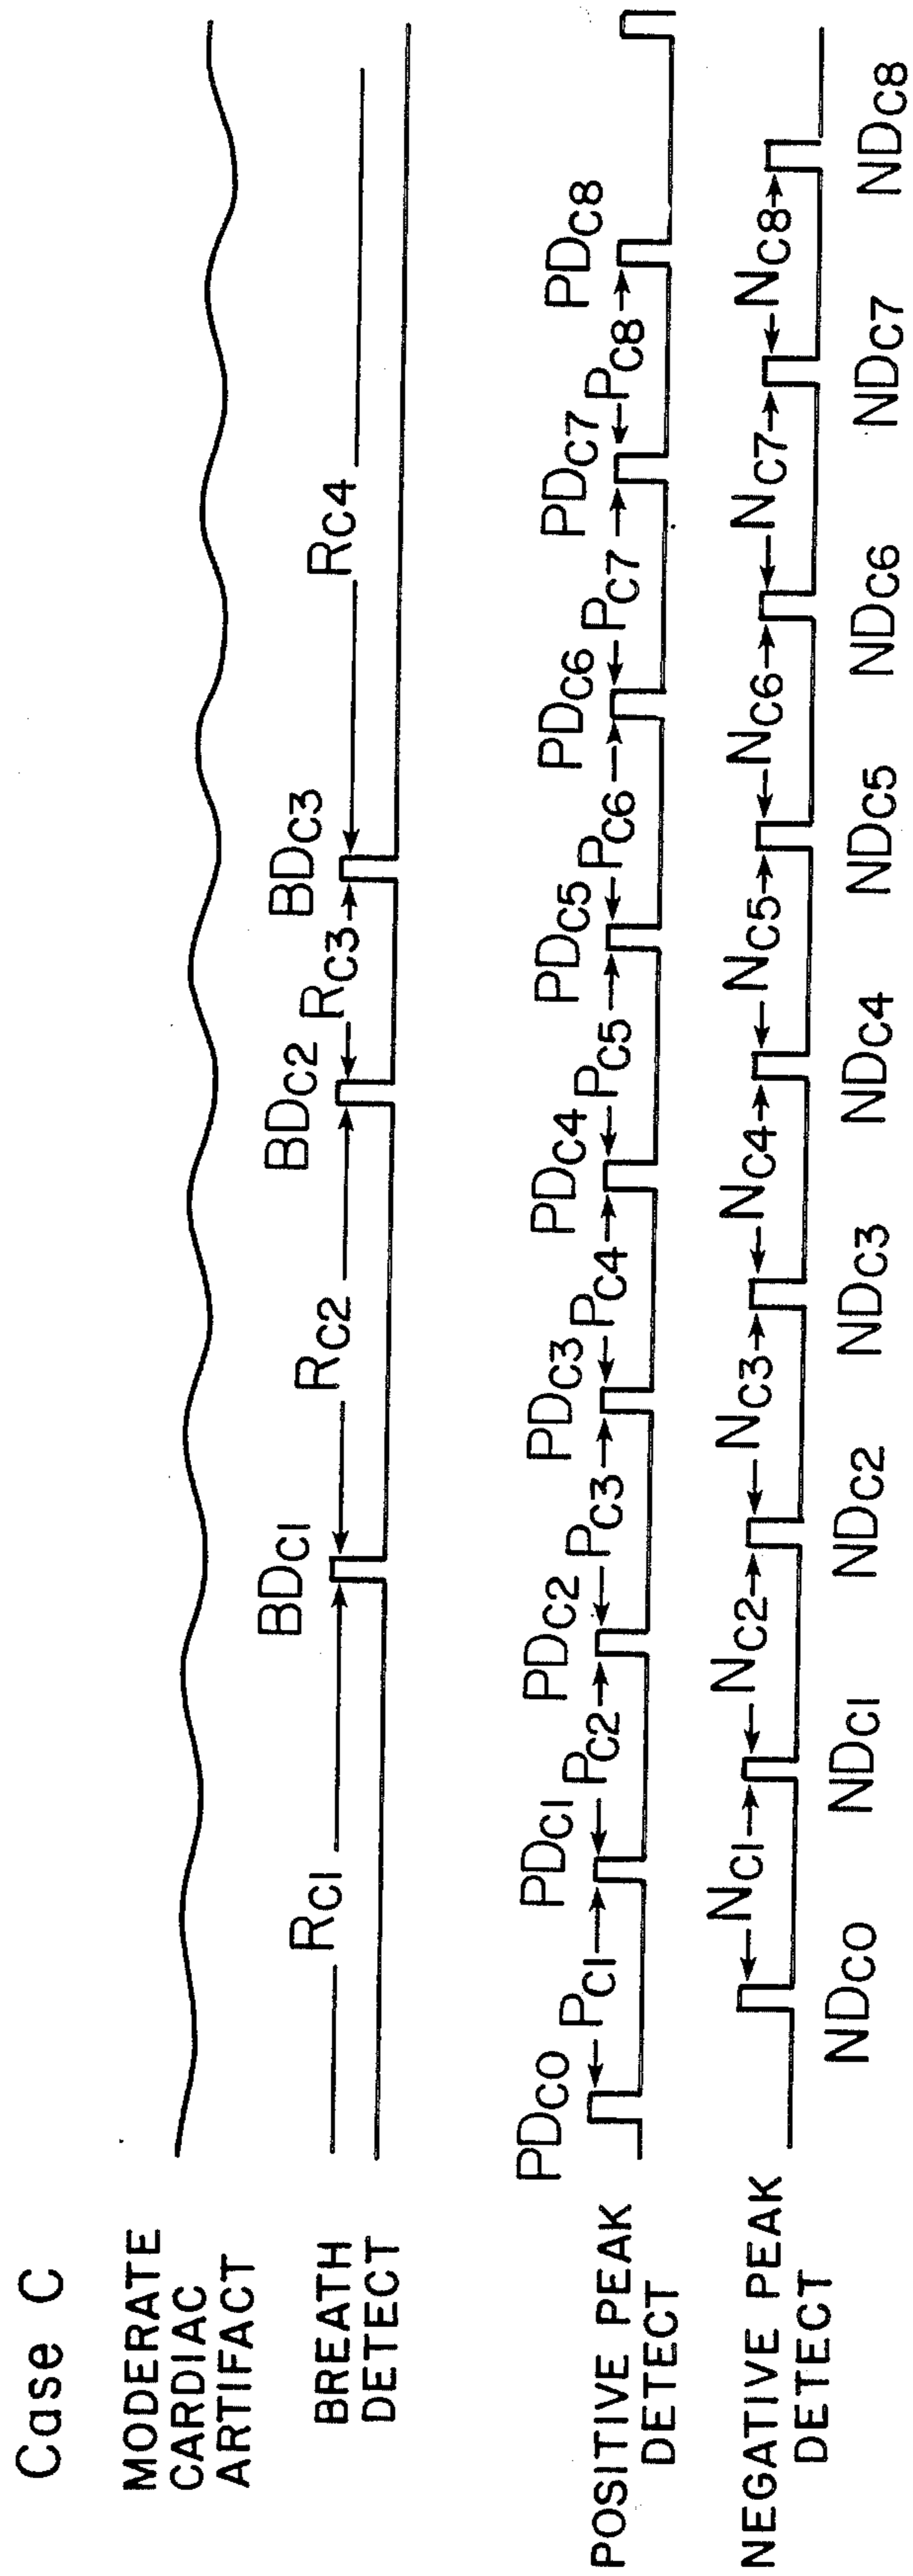 Case C
MODERATE
CARDIAC
ARTIFACT
BREATH
DETECT
RC1
BDC1
RC2
BDC2
RC3
BDC3
RC4
POSITIVE PEAK
DETECT
PDC0
PC1
PDC1
PC2
PDC2
PC3
PDC3
PC4
PDC4
PC5
PDC5
PC6
PDC6
PC7
PDC7
PC8
PDC8
NEGATIVE PEAK
DETECT
NC1
NC2
NC3
NC4
NC5
NC6
NC7
NC8
NDC0
NDC1
NDC2
NDC3
NDC4
NDC5
NDC6
NDC7
NDC8